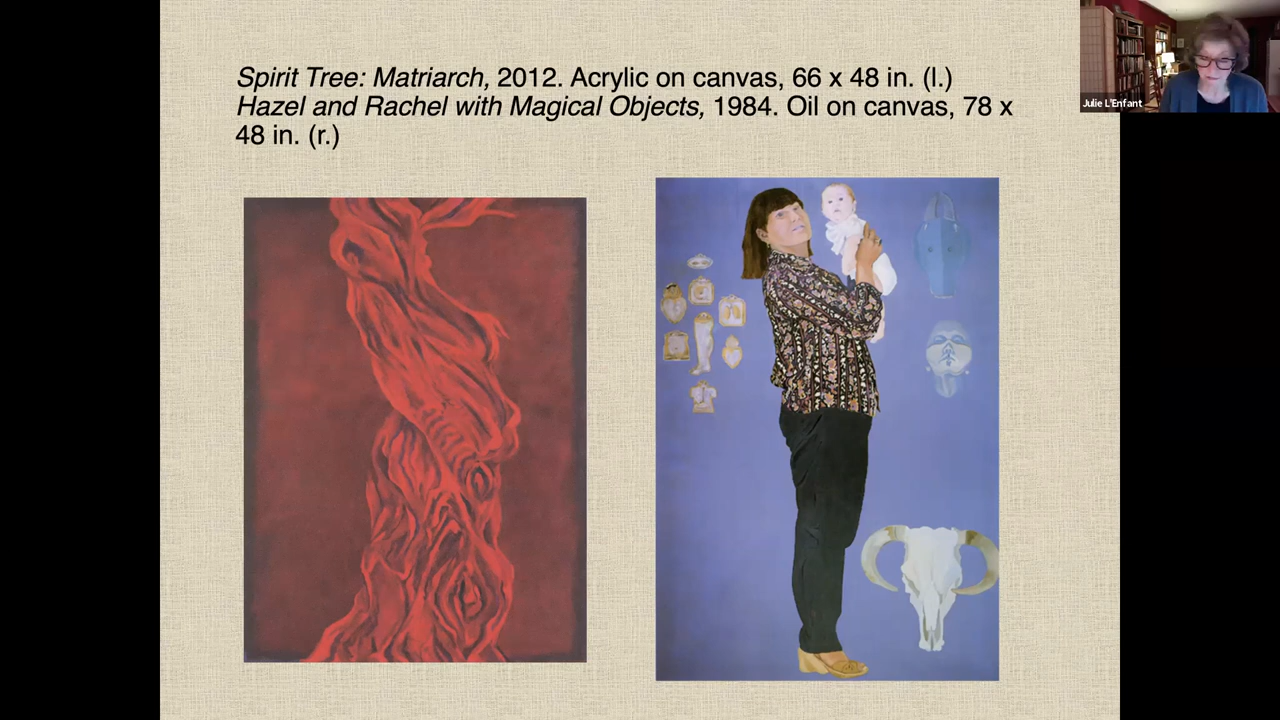 Spirit Tree: Matriarch, 2012. Acrylic on canvas, 66 x 48 in. (l.)
Hazel and Rachel with Magical Objects, 1984. Oil on canvas, 78 x
48 in. (r.)
Julie L'Enfant